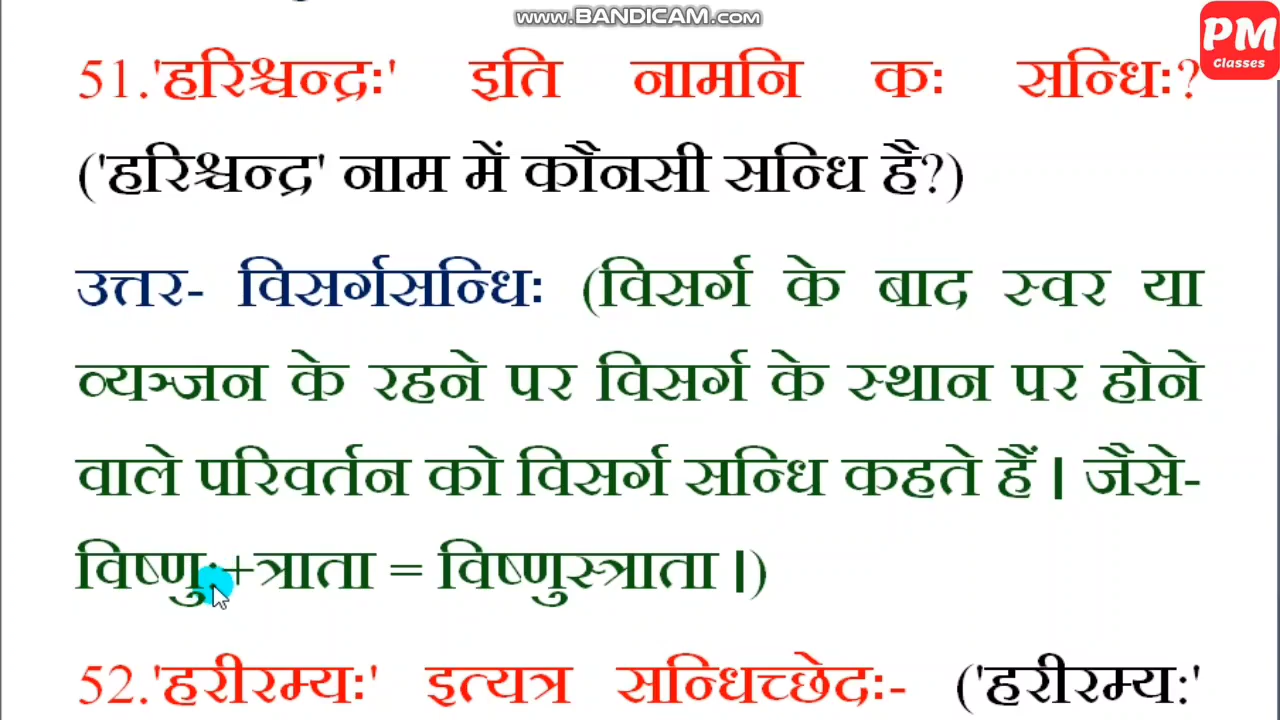 www.BANDICAM.com
PM
Classes
51.'हरिश्चन्द्रः' इति नामनि कः सन्धिः?
('हरिश्चन्द्र' नाम में कौनसी सन्धि है?)
उत्तर- विसर्गसन्धिः (विसर्ग के बाद स्वर या
व्यञ्जन के रहने पर विसर्ग के स्थान पर होने
वाले परिवर्तन को विसर्ग सन्धि कहते हैं | जैसे-
विष्णुः+त्राता = विष्णुस्त्राता |)
52.'हरीरम्यः' इत्यत्र सन्धिच्छेदः- ('हरीरम्य:'